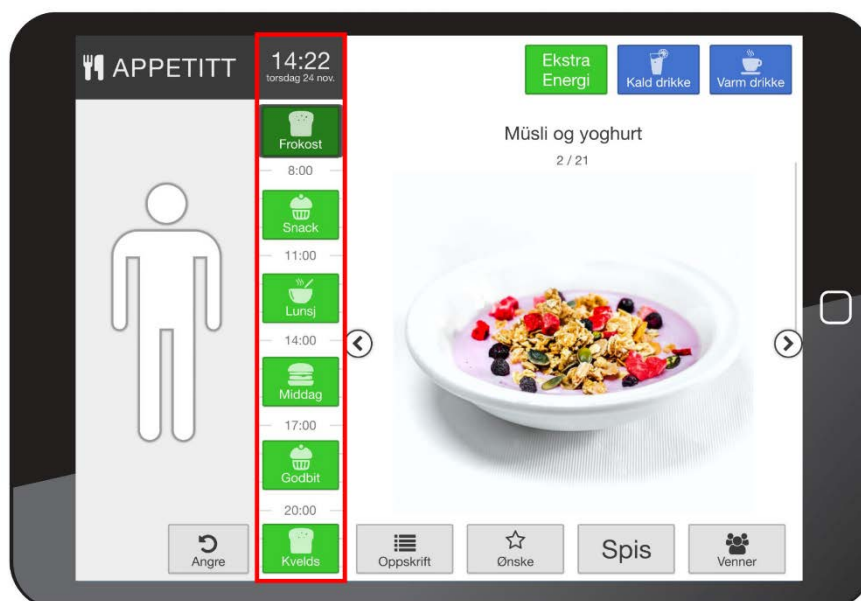 APPETITT
14:22
torsdag 24 nov.
Ekstra
Energi
Kald drikke
Varm drikke
Frokost
8:00
Snack
11:00
Lunsj
14:00
Middag
17:00
Godbit
20:00
Kvelds
Müsli og yoghurt
2 / 21
Angre
Oppskrift
Ønske
Spis
Venner